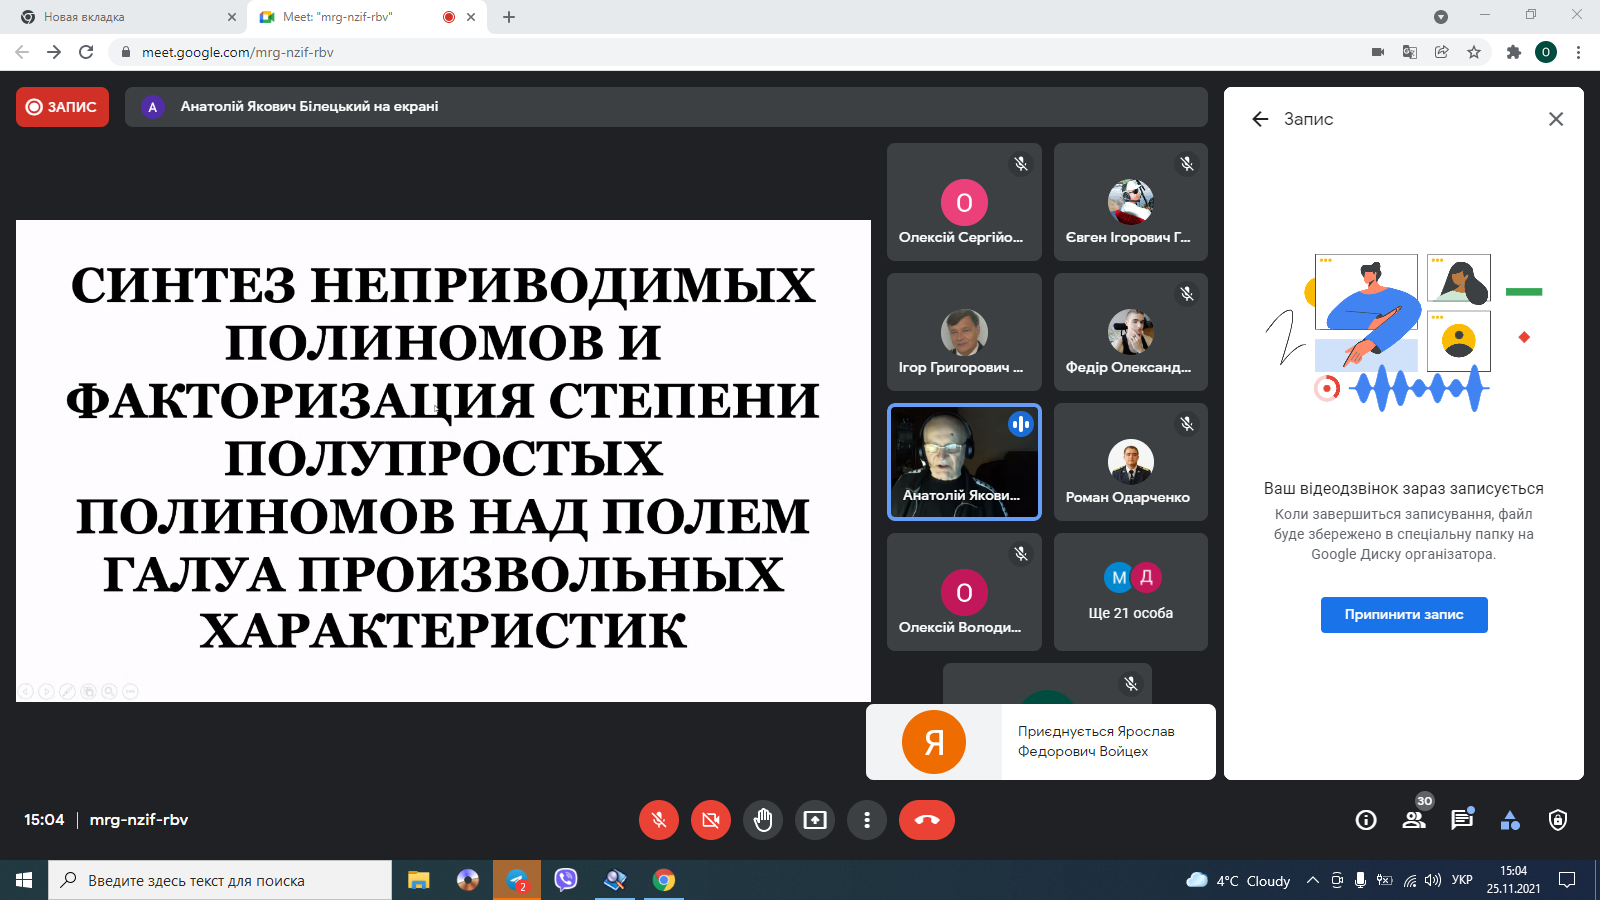 Новая вкладка
Meet: "mrg-nzif-rbv"
meet.google.com/mrg-nzif-rbv
О
ЗАПИС
А
Анатолій Якович Білецький на екрані
Запис
СИНТЕЗ НЕПРИВОДИМЫХ
ПОЛИНОМОВ И
ФАКТОРИЗАЦИЯ СТЕПЕНИ
ПОЛУПРОСТЫХ
ПОЛИНОМОВ НАД ПОЛЕМ
ГАЛУА ПРОИЗВОЛЬНЫХ
ХАРАКТЕРИСТИК
О
Олексій Сергійо...
Євген Ігорович Г...
Ігор Григорович ...
Федір Олександ...
Анатолій Якови...
Роман Одарченко
О
Олексій Володи...
М
Д
Ще 21 особа
Я
Приєднується Ярослав
Федорович Войцех
Ваш відеодзвінок зараз записується
Коли завершиться записування, файл
буде збережено в спеціальну папку на
Google Диску організатора.
Припинити запис
15:04
mrg-nzif-rbv
30
Введите здесь текст для поиска
2
4°C Cloudy
УКР
15:04
25.11.2021